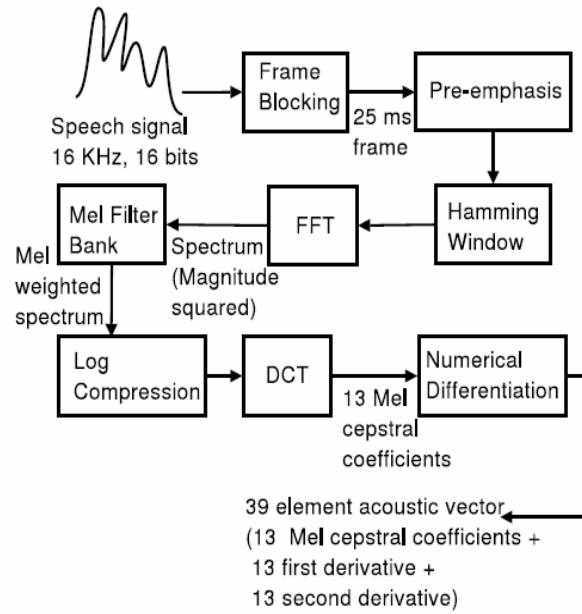 Speech signal
16 KHz, 16 bits
Frame
Blocking
25 ms
frame
Pre-emphasis
Hamming
Window
FFT
Spectrum
(Magnitude
squared)
Mel Filter
Bank
Mel
weighted
spectrum
Log
Compression
DCT
13 Mel
cepstral
coefficients
Numerical
Differentiation
39 element acoustic vector
(13 Mel cepstral coefficients +
13 first derivative +
13 second derivative)